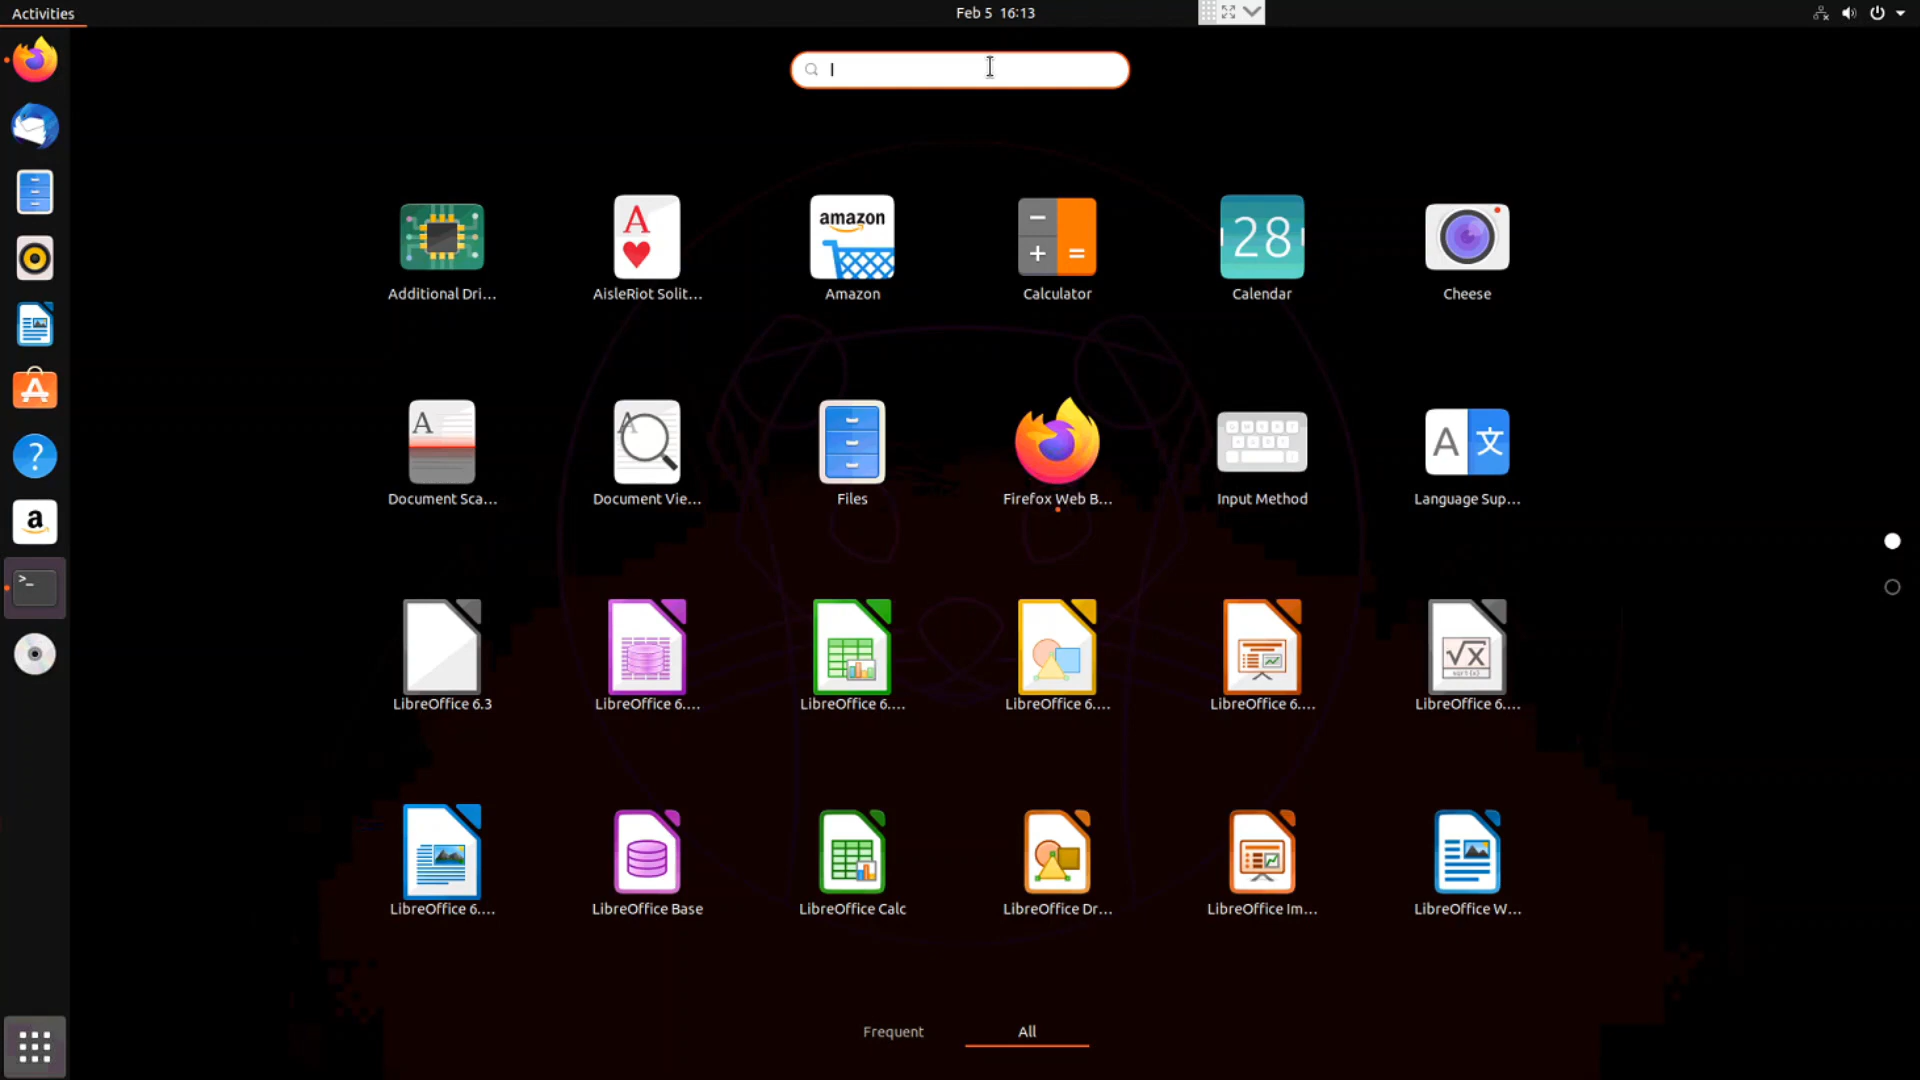 Activities
Feb 5 16:13
amazon
28
Additional Dri...
AisleRiot Solit...
Amazon
Calculator
Calendar
Cheese
Document Sca...
Document Vie...
Files
Firefox Web B...
Input Method
Language Sup...
LibreOffice 6.3
LibreOffice 6....
LibreOffice 6....
LibreOffice 6....
LibreOffice 6....
LibreOffice 6....
LibreOffice 6....
LibreOffice Base
LibreOffice Calc
LibreOffice Dr...
LibreOffice Im...
LibreOffice W...
Frequent
All